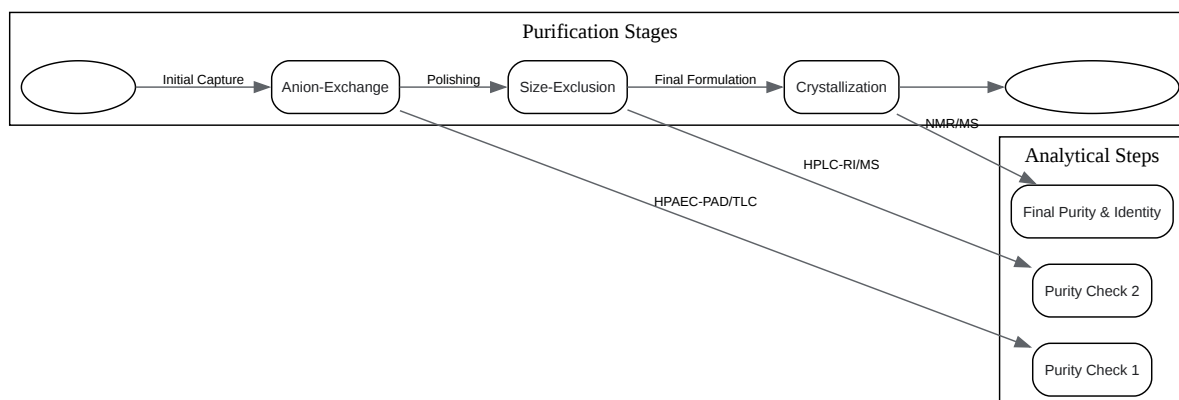 Purification Stages
Initial Capture
Anion-Exchange
Polishing
Size-Exclusion
Final Formulation
Crystallization
NMR/MS
Analytical Steps
HPLC-RI/MS
HPAEC-PAD/TLC
Final Purity & Identity
Purity Check 2
Purity Check 1